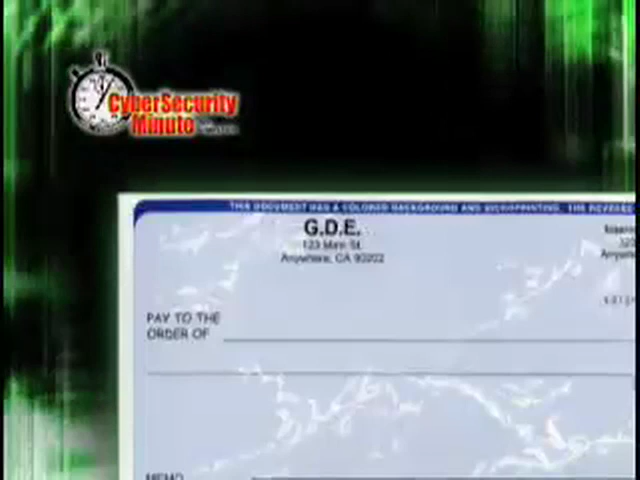 CyberSecurity
Minute
THIS DOCUMENT HAS A COLORED BACKGROUND AND MICROPRINTING. THE REVERSE
G.D.E.
123 Main St.
Anywhere, CA 90202
PAY TO THE
ORDER OF
MEMO